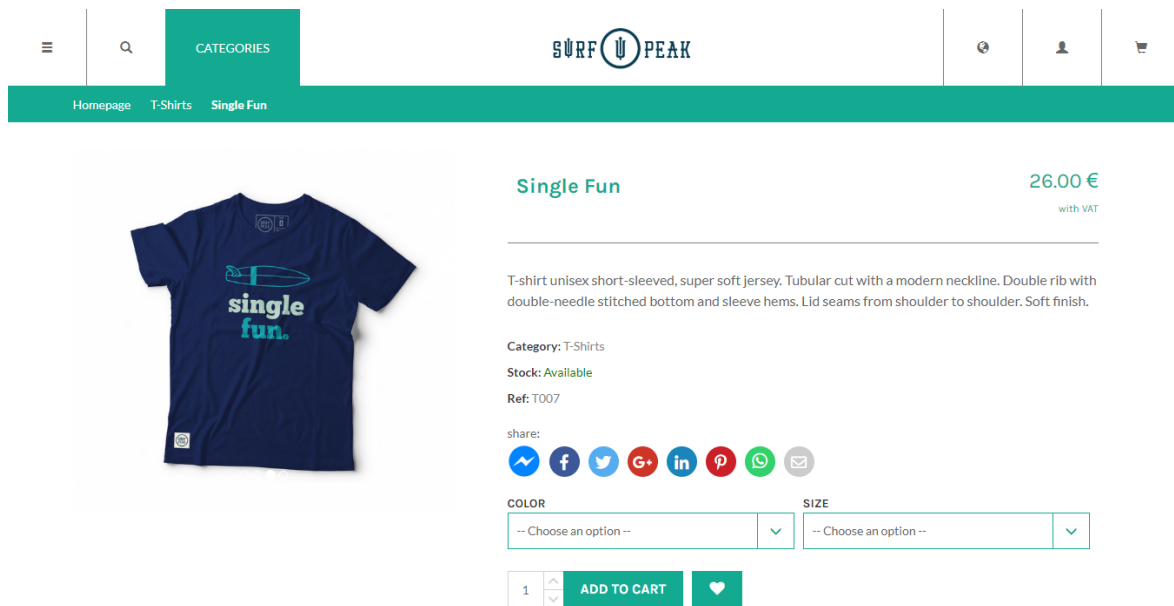 CATEGORIES
SURF PEAK
Homepage T-Shirts Single Fun
single
fun.
Single Fun
26.00 €
with VAT
T-shirt unisex short-sleeved, super soft jersey. Tubular cut with a modern neckline. Double rib with
double-needle stitched bottom and sleeve hems. Lid seams from shoulder to shoulder. Soft finish.
Category: T-Shirts
Stock: Available
Ref: T007
share:
COLOR SIZE
-- Choose an option -- -- Choose an option --
1 ADD TO CART